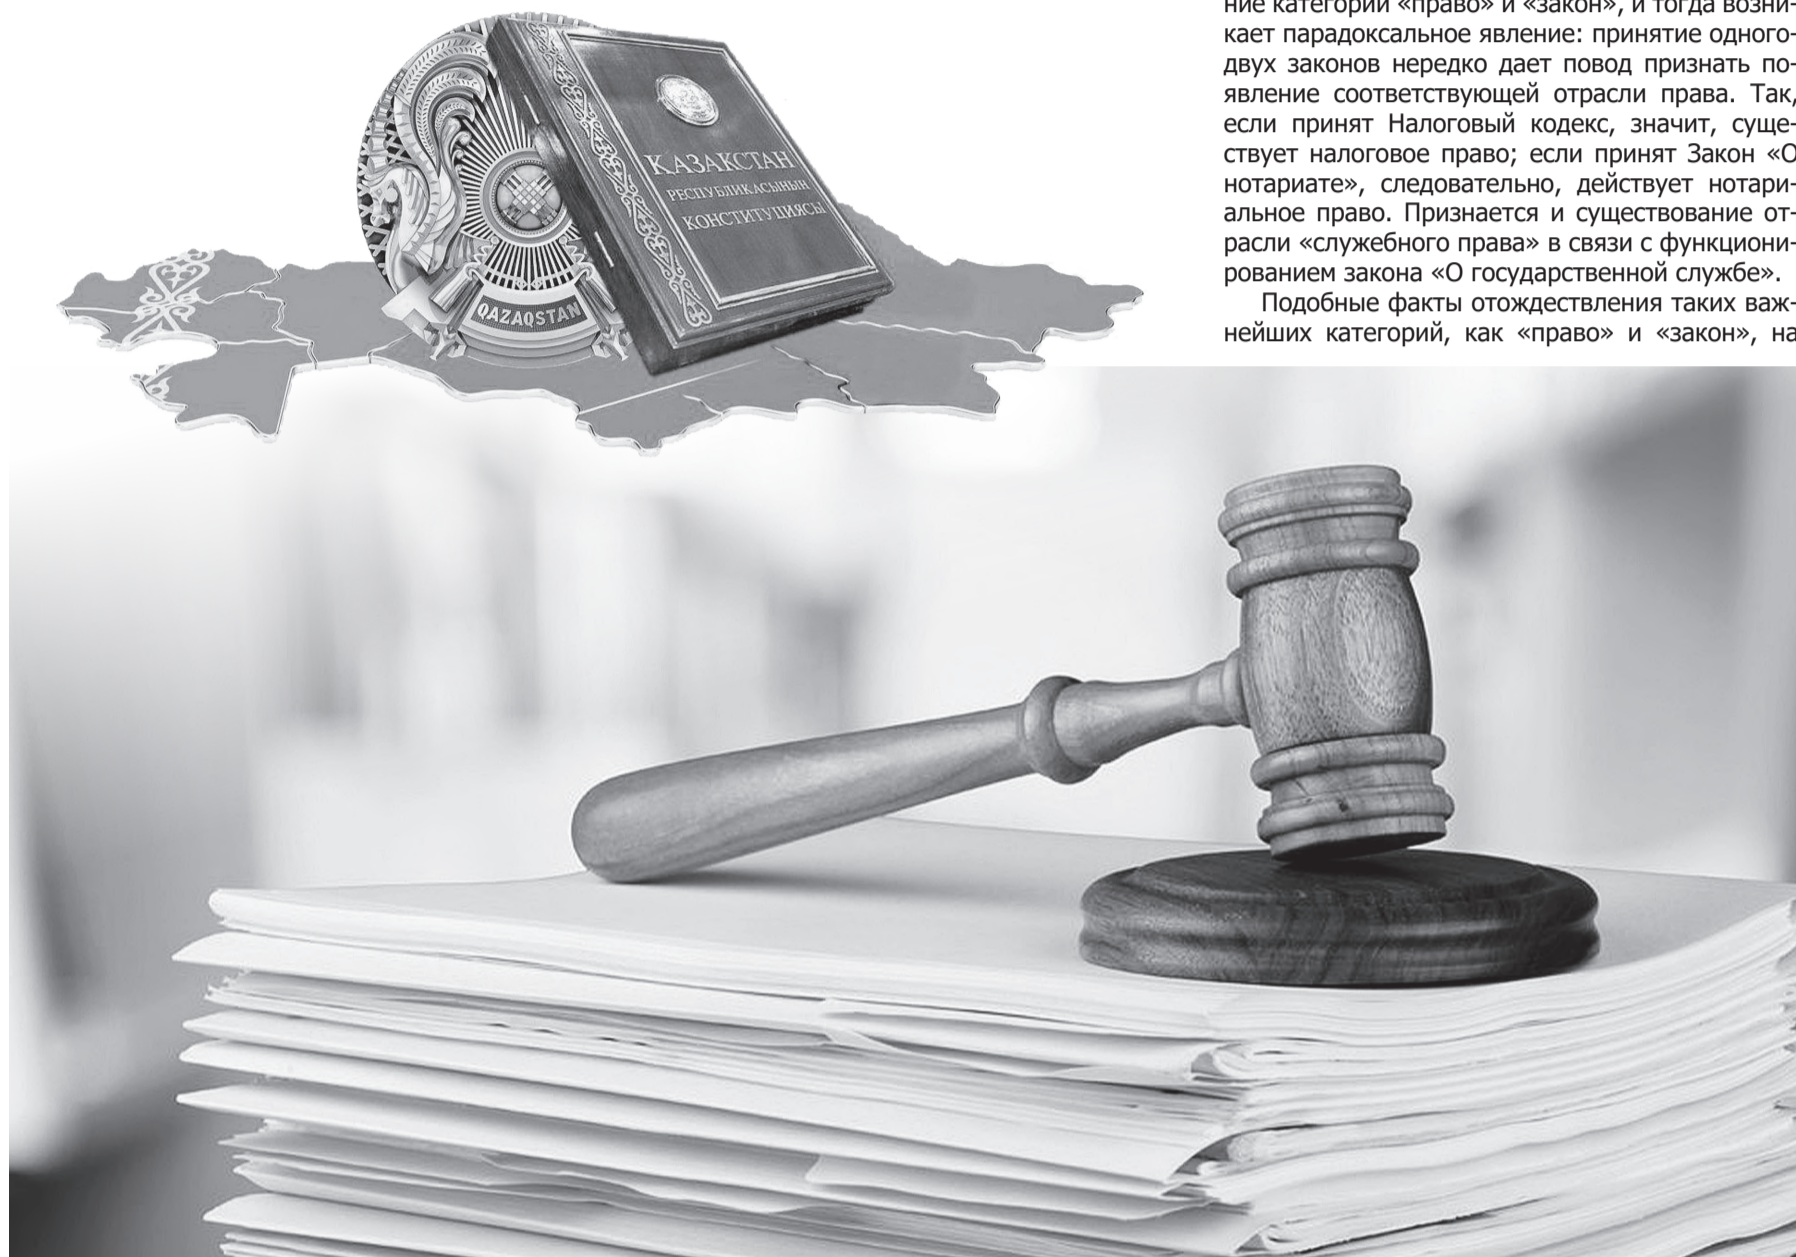 ҚАЗАҚСТАН
РЕСПУБЛИКАСЫНЫҢ
КОНСТИТУЦИЯСЫ
QAZAQSTAN
ние категорий «право» и «закон», и тогда возни-
кает парадоксальное явление: принятие одного-
двух законов нередко дает повод признать по-
явление соответствующей отрасли права. Так,
если принят Налоговый кодекс, значит, суще-
ствует налоговое право; если принят Закон «О
нотариате», следовательно, действует нотари-
альное право. Признается и существование от-
расли «служебного права» в связи с функциони-
рованием закона «О государственной службе».
Подобные факты отождествления таких важ-
нейших категорий, как «право» и «закон», на